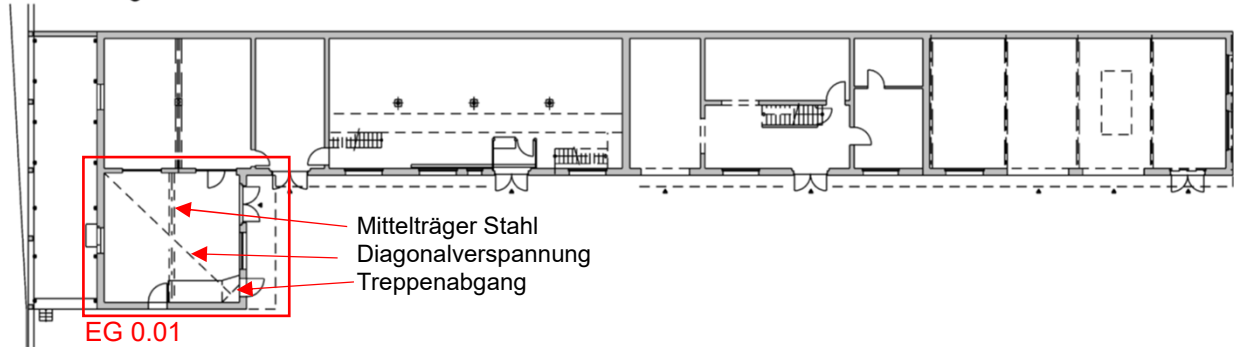 Mittelträger Stahl
Diagonalverspannung
Treppenabgang
EG 0.01